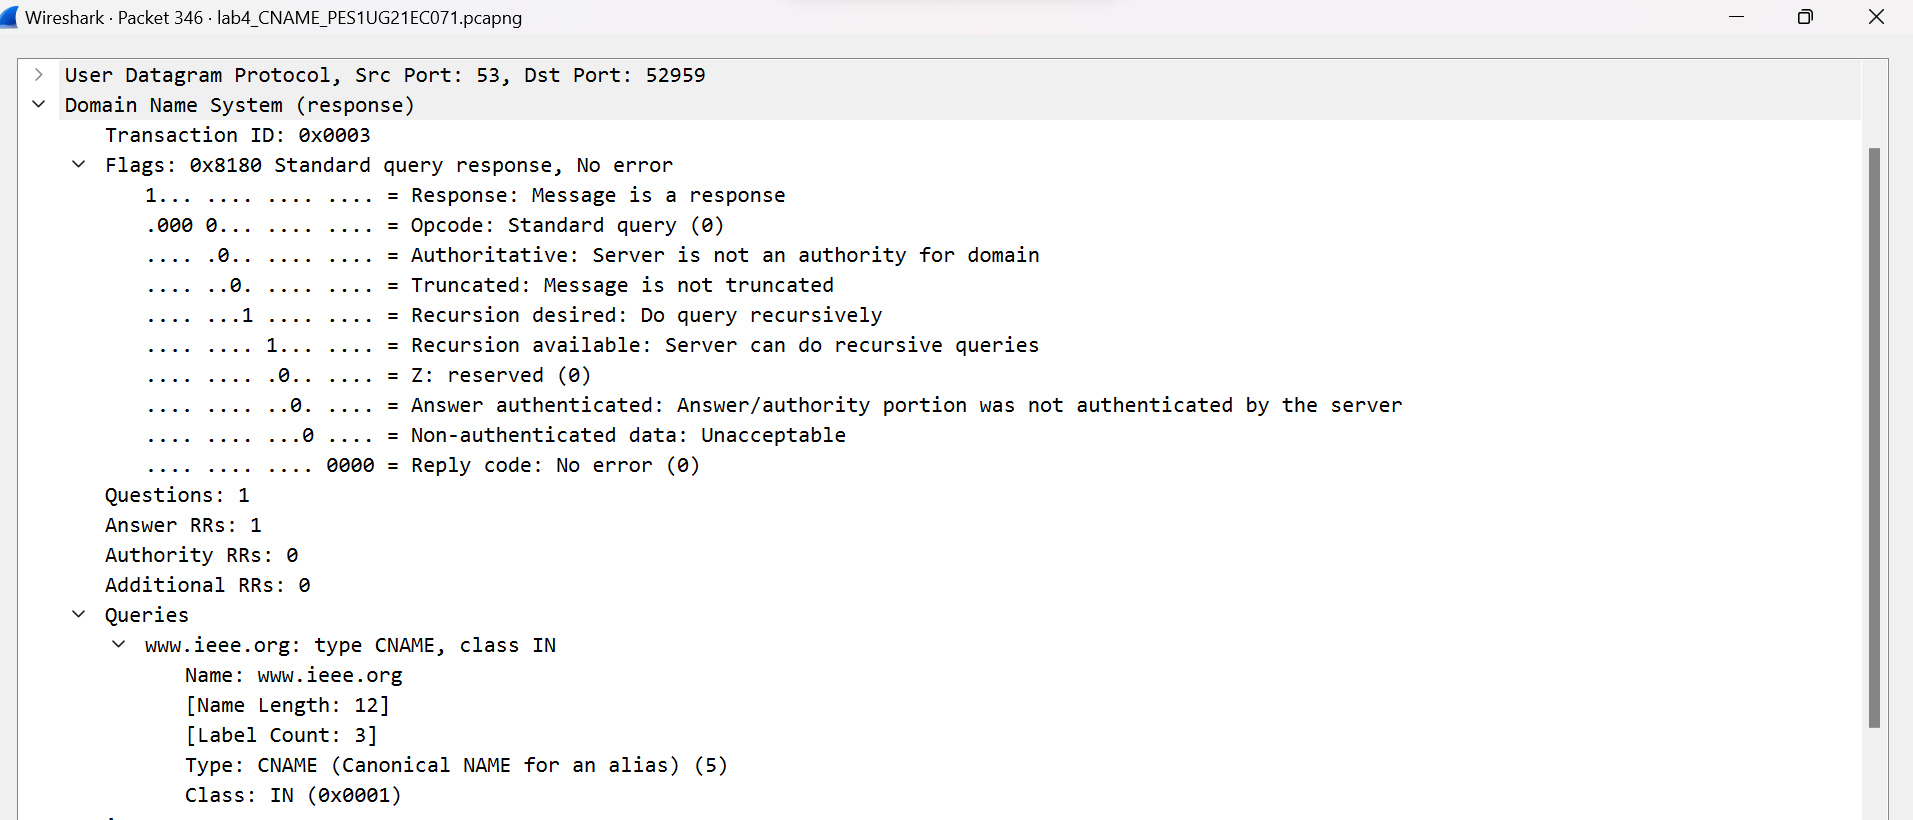 Wireshark · Packet 346 · lab4_CNAME_PES1UG21EC071.pcapng
User Datagram Protocol, Src Port: 53, Dst Port: 52959
Domain Name System (response)
Transaction ID: 0x0003
Flags: 0x8180 Standard query response, No error
1... .... .... .... = Response: Message is a response
.000 0... .... .... = Opcode: Standard query (0)
.... .0.. .... .... = Authoritative: Server is not an authority for domain
.... ..0. .... .... = Truncated: Message is not truncated
.... ...1 .... .... = Recursion desired: Do query recursively
.... .... 1... .... = Recursion available: Server can do recursive queries
.... .... .0.. .... = Z: reserved (0)
.... .... ..0. .... = Answer authenticated: Answer/authority portion was not authenticated by the server
.... .... ...0 .... = Non-authenticated data: Unacceptable
.... .... .... 0000 = Reply code: No error (0)
Questions: 1
Answer RRs: 1
Authority RRs: 0
Additional RRs: 0
Queries
www.ieee.org: type CNAME, class IN
Name: www.ieee.org
[Name Length: 12]
[Label Count: 3]
Type: CNAME (Canonical NAME for an alias) (5)
Class: IN (0x0001)